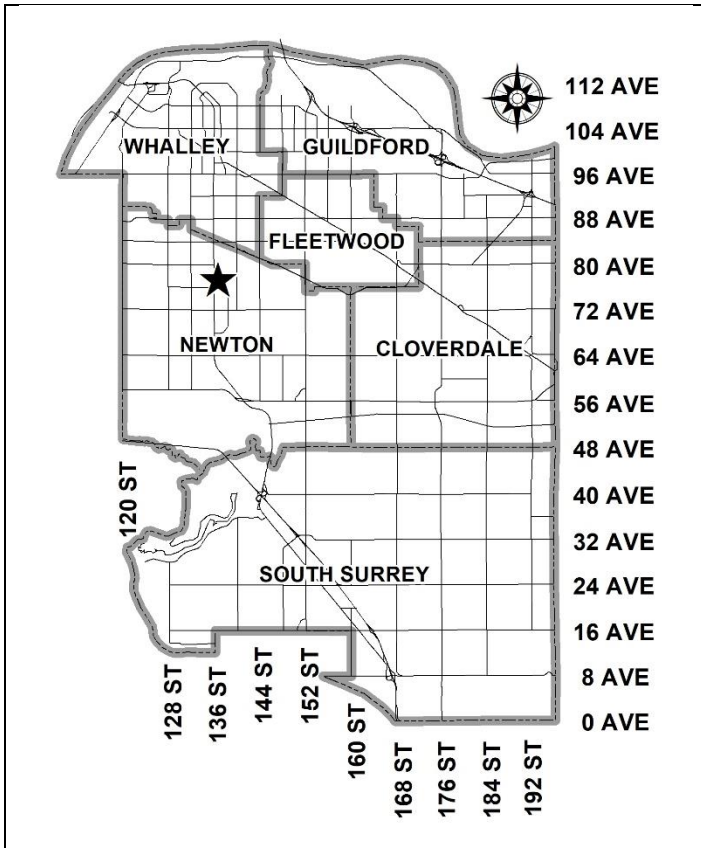 112 AVE
104 AVE
WHALLEY
GUILDFORD
96 AVE
88 AVE
FLEETWOOD
80 AVE
72 AVE
NEWTON
CLOVERDALE
64 AVE
56 AVE
48 AVE
120 ST
40 AVE
32 AVE
SOUTH SURREY
24 AVE
16 AVE
8 AVE
0 AVE
128 ST
136 ST
144 ST
152 ST
160 ST
168 ST
176 ST
184 ST
192 ST